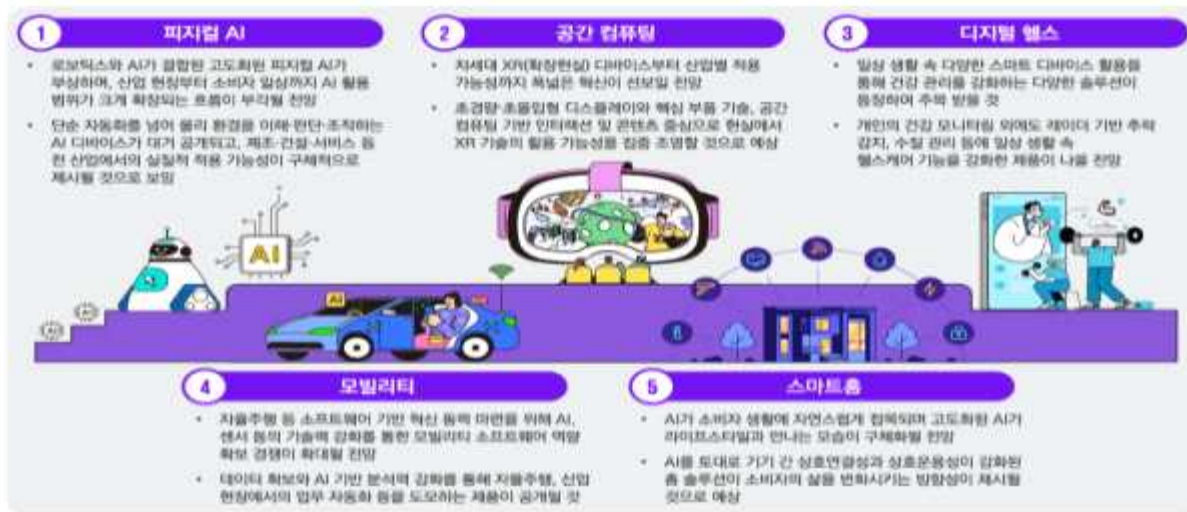 1 피지컬 AI
• 로보틱스와 AI가 결합된 고도화된 피지컬 AI가
부상하며, 산업 현장부터 소비자 일상까지 AI 활용
범위가 크게 확장되는 흐름이 부각될 전망
• 단순 자동화를 넘어 물리 환경을 이해·판단·조작하는
AI 디바이스가 대거 공개되고, 제조·건설·서비스 등
전 산업에서의 실질적 적용 가능성이 구체적으로
제시될 것으로 보임
2 공간 컴퓨팅
• 차세대 XR(확장현실) 디바이스부터 산업별 적용
가능성까지 폭넓은 혁신이 선보일 전망
• 초경량·초몰입형 디스플레이와 핵심 부품 기술, 공간
컴퓨팅 기반 인터랙션 및 콘텐츠 중심으로 현실에서
XR 기술의 활용 가능성을 집중 조명할 것으로 예상
3 디지털 헬스
• 일상 생활 속 다양한 스마트 디바이스 활용을
통해 건강 관리를 강화하는 다양한 솔루션이
등장하여 주목 받을 것
• 개인의 건강 모니터링 외에도 레이더 기반 추락
감지, 수질 관리 등에 일상 생활 속
헬스케어 기능을 강화한 제품이 나올 전망
AI
AI
AI
AI
4 모빌리티
• 자율주행 등 소프트웨어 기반 혁신 동력 마련을 위해 AI,
센서 등의 기술력 강화를 통한 모빌리티 소프트웨어 역량
확보 경쟁이 확대될 전망
• 데이터 확보와 AI 기반 분석력 강화를 통해 자율주행, 산업
현장에서의 업무 자동화 등을 도모하는 제품이 공개될 것
5 스마트홈
• AI가 소비자 생활에 자연스럽게 접목되며 고도화된 AI가
라이프스타일과 만나는 모습이 구체화될 전망
• AI를 토대로 기기 간 상호연결성과 상호운용성이 강화된
홈 솔루션이 소비자의 삶을 변화시키는 방향성이 제시될
것으로 예상